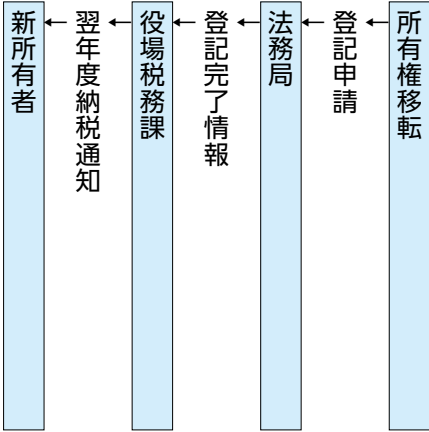 所有権移転
登記申請
法務局
登記完了情報
役場税務課
翌年度納税通知
新所有者